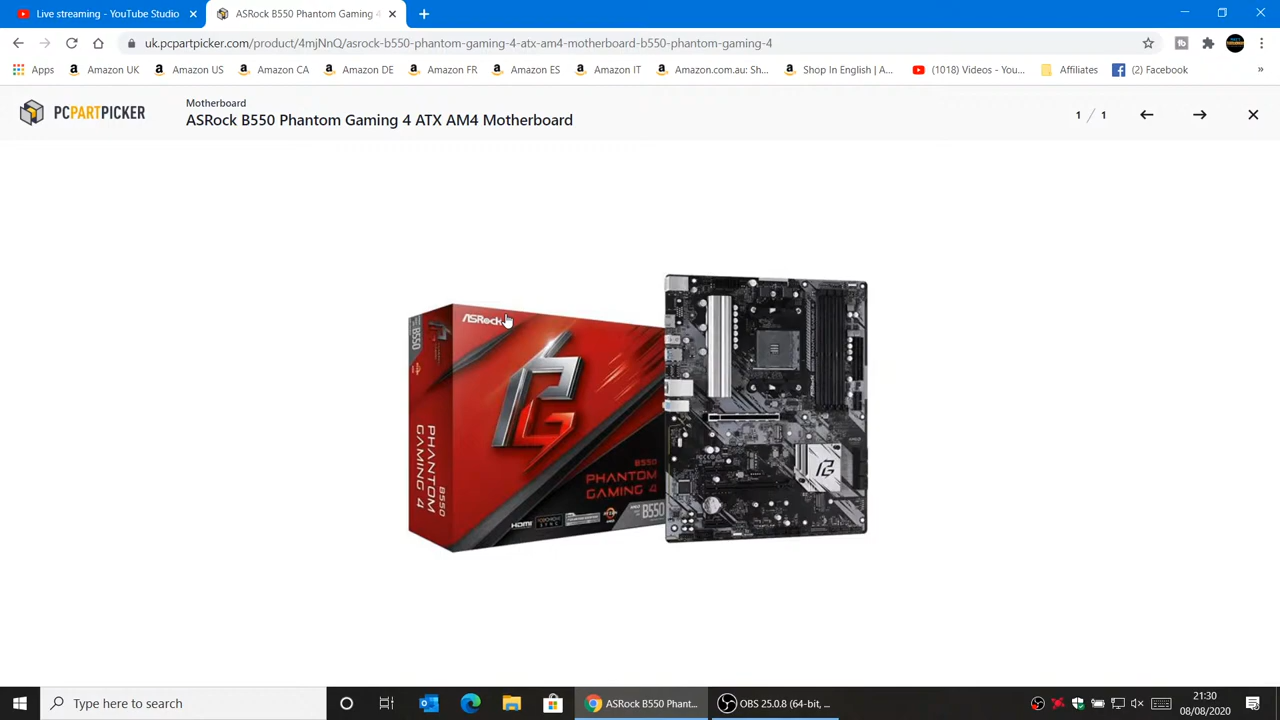 Live streaming - YouTube Studio
ASRock B550 Phantom Gaming 4
uk.pcpartpicker.com/product/4mjNnQ/asrock-b550-phantom-gaming-4-atx-am4-motherboard-b550-phantom-gaming-4
Apps Amazon UK Amazon US Amazon CA Amazon DE Amazon FR Amazon ES Amazon IT Amazon.com.au: Sh... Shop In English | A... (1018) Videos - You... Affiliates (2) Facebook »
Motherboard
PCPARTPICKER
ASRock B550 Phantom Gaming 4 ATX AM4 Motherboard
1 / 1
ASRock
B550
PHANTOM GAMING 4
B550
B550
PHANTOM
GAMING 4
HDMI
B550
Type here to search
ASRock B550 Phant...
OBS 25.0.8 (64-bit, ...
21:30
08/08/2020